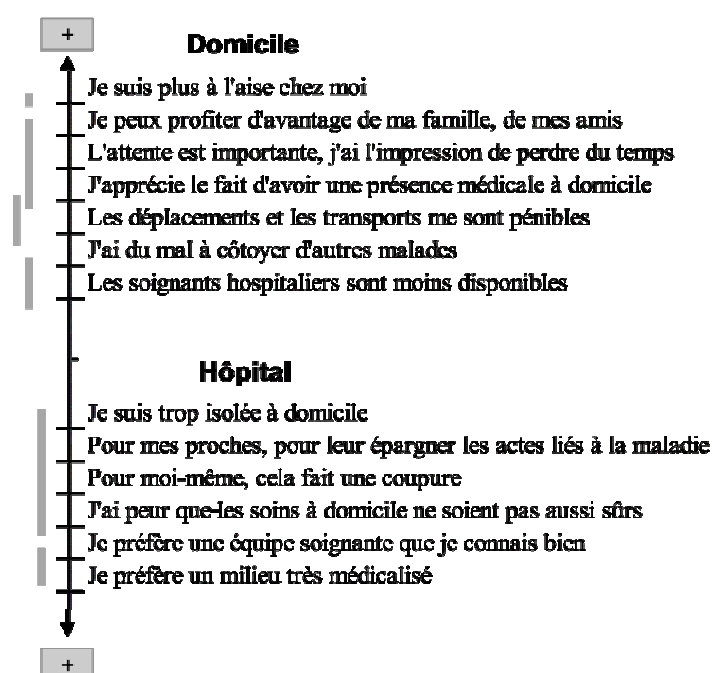 +
Domicile
Je suis plus à l'aise chez moi
Je peux profiter d'avantage de ma famille, de mes amis
L'attente est importante, j'ai l'impression de perdre du temps
J'apprécie le fait d'avoir une présence médicale à domicile
Les déplacements et les transports me sont pénibles
J'ai du mal à côtoyer d'autres malades
Les soignants hospitaliers sont moins disponibles
Hôpital
Je suis trop isolée à domicile
Pour mes proches, pour leur épargner les actes liés à la maladie
Pour moi-même, cela fait une coupure
J'ai peur que-les soins à domicile ne soient pas aussi sûrs
Je préfère une équipe soignante que je connais bien
Je préfère un milieu très médicalisé
+